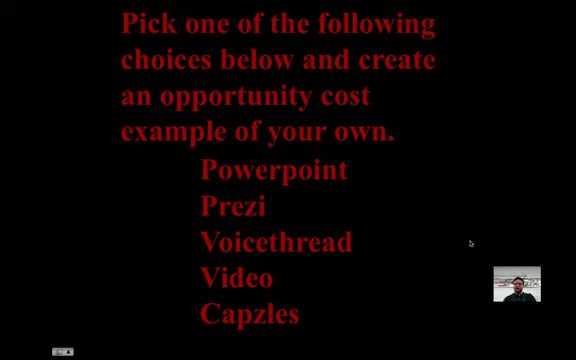 Pick one of the following
choices below and create
an opportunity cost
example of your own.
Powerpoint
Prezi
Voicethread
Video
Capzles